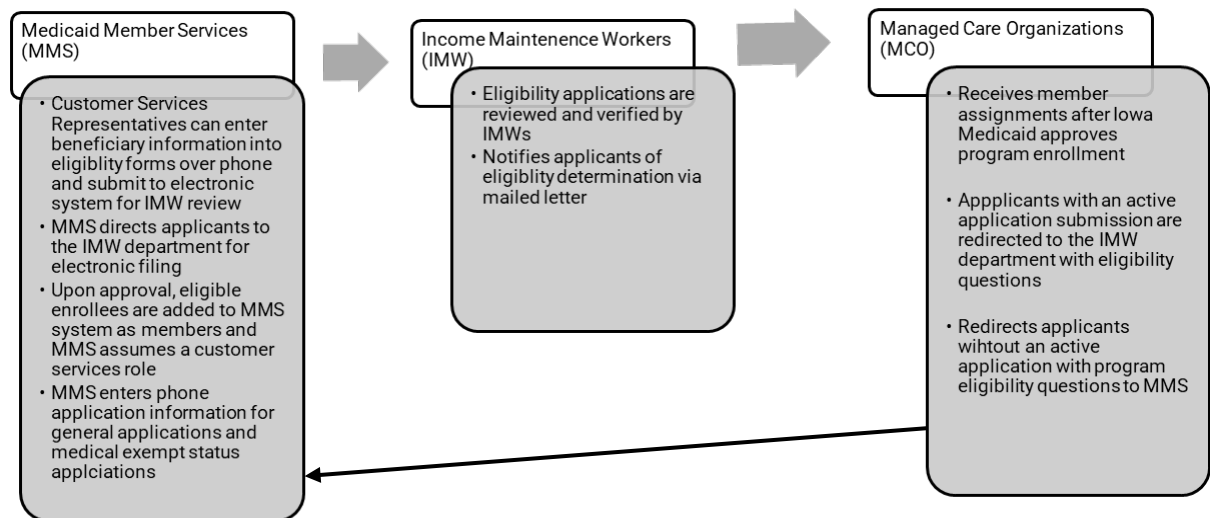 Medicaid Member Services
(MMS)
• Customer Services
Representatives can enter
beneficiary information into
eligiblity forms over phone
and submit to electronic
system for IMW review
• MMS directs applicants to
the IMW department for
electronic filing
• Upon approval, eligible
enrollees are added to MMS
system as members and
MMS assumes a customer
services role
• MMS enters phone
application information for
general applications and
medical exempt status
applciations
Income Maintenence Workers
(IMW)
• Eligibility applications are
reviewed and verified by
IMWs
• Notifies applicants of
eligiblity determination via
mailed letter
Managed Care Organizations
(MCO)
• Receives member
assignments after Iowa
Medicaid approves
program enrollment
• Appplicants with an active
application submission are
redirected to the IMW
department with eligibility
questions
• Redirects applicants
wihtout an active
application with program
eligibility questions to MMS